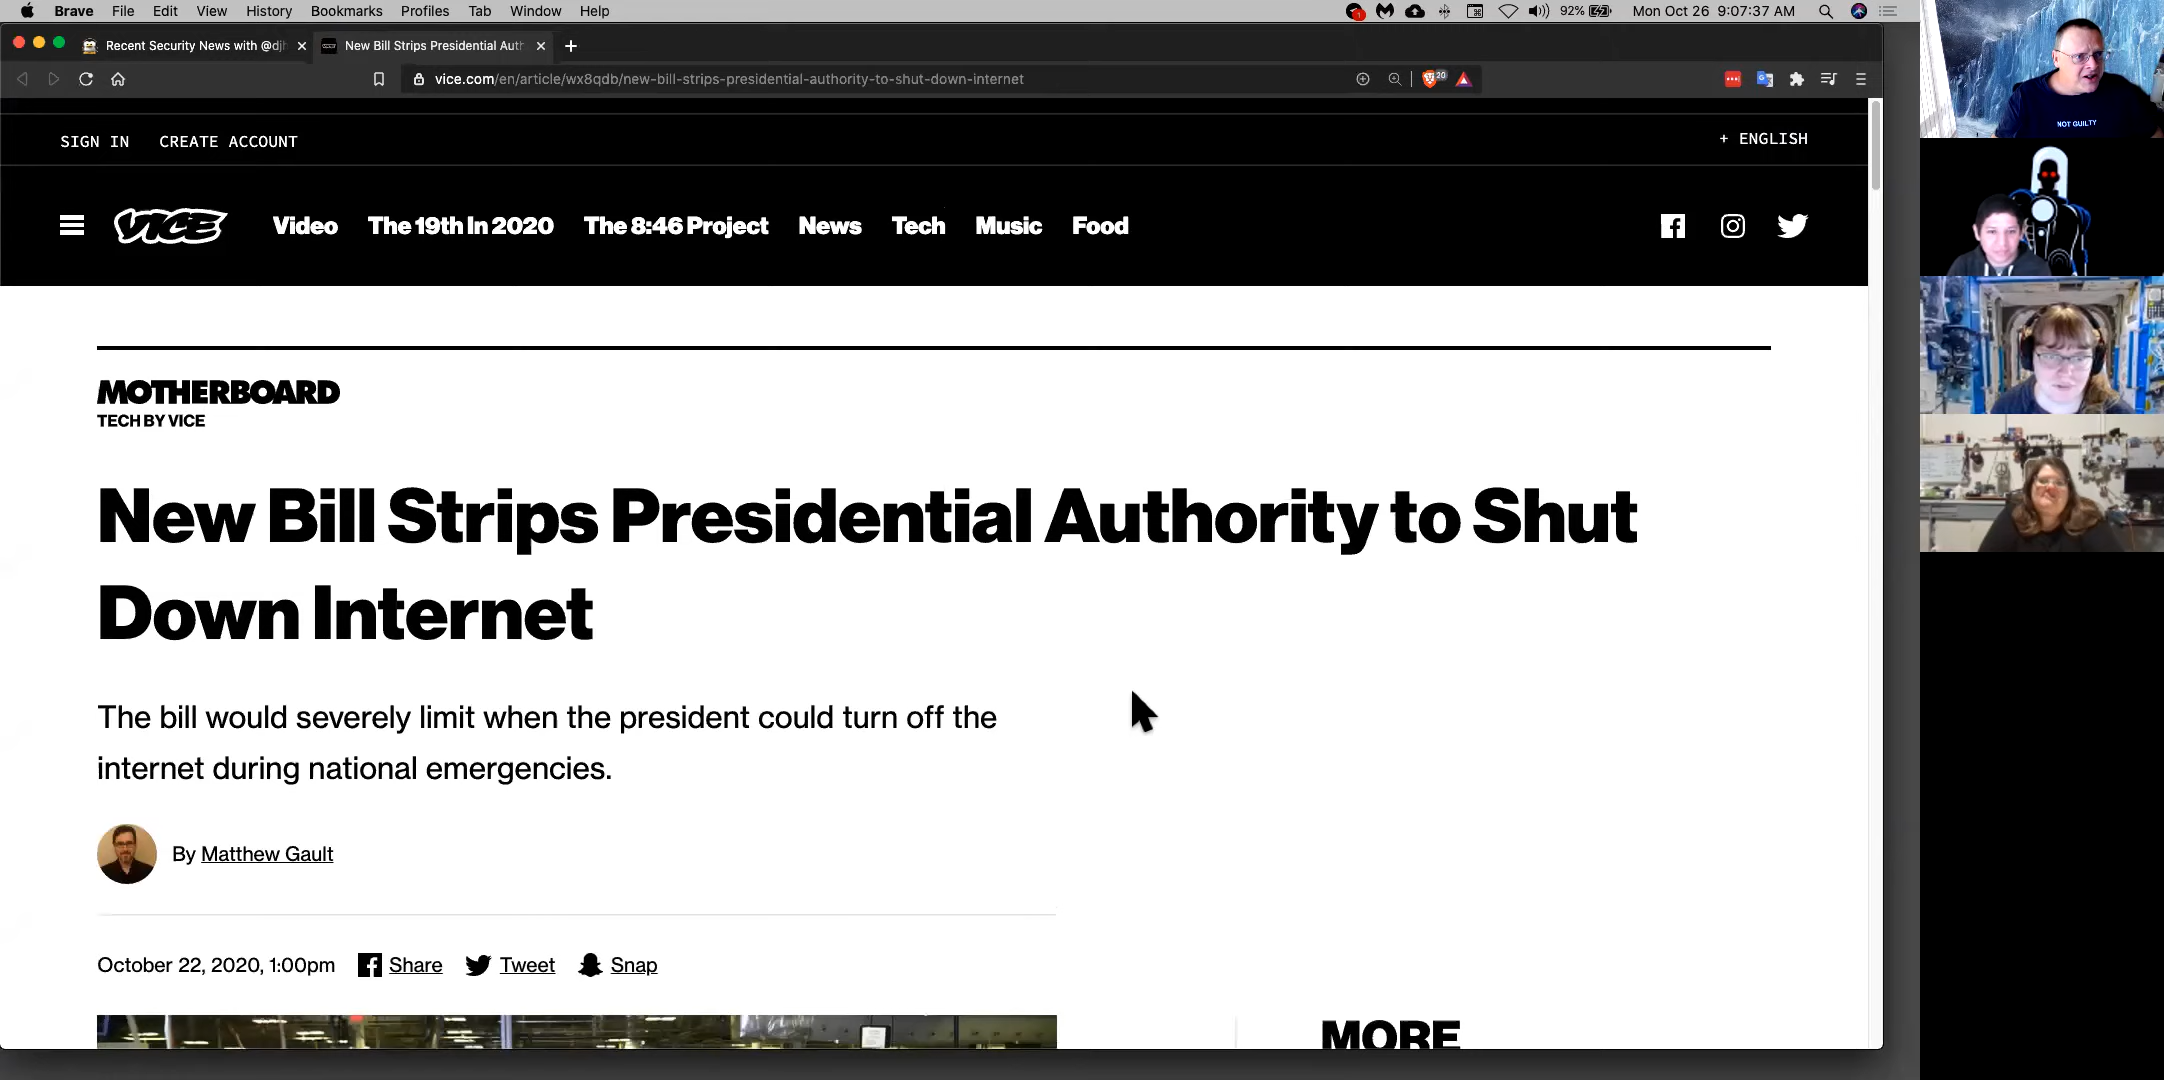 Brave File Edit View History Bookmarks Profiles Tab Window Help 1 92% Mon Oct 26 9:07:37 AM
Recent Security News with @djh New Bill Strips Presidential Auth
vice.com/en/article/wx8qdb/new-bill-strips-presidential-authority-to-shut-down-internet 20
SIGN IN CREATE ACCOUNT + ENGLISH
VICE Video The 19th In 2020 The 8:46 Project News Tech Music Food
MOTHERBOARD
TECH BY VICE
New Bill Strips Presidential Authority to Shut
Down Internet
The bill would severely limit when the president could turn off the
internet during national emergencies.
By Matthew Gault
October 22, 2020, 1:00pm Share Tweet Snap
MORE
NOT GUILTY